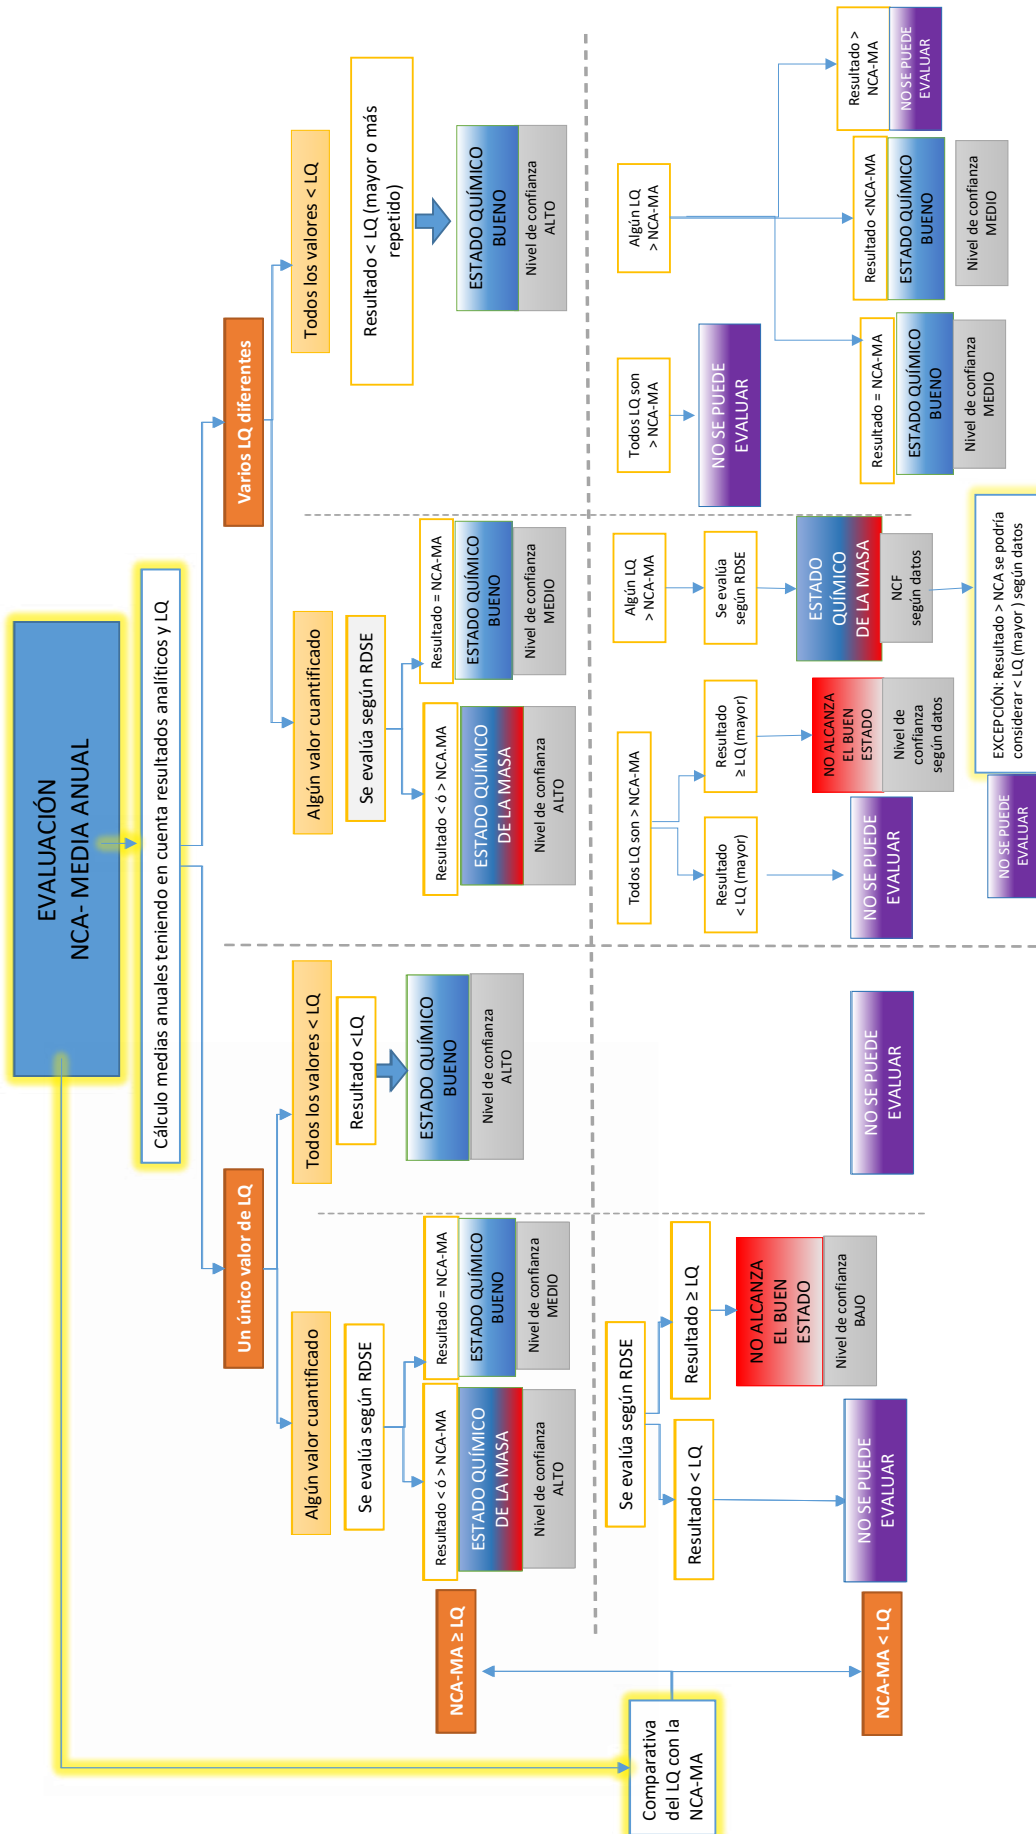 EVALUACIÓN
NCA- MEDIA ANUAL
Cálculo medias anuales teniendo en cuenta resultados analíticos y LQ
Un único valor de LQ
Varios LQ diferentes
Algún valor cuantificado
Todos los valores < LQ
Algún valor cuantificado
Todos los valores < LQ
Se evalúa según RDSE
Resultado <LQ
Se evalúa según RDSE
Resultado < LQ (mayor o más
repetido)
NCA-MA ≥ LQ
Resultado < ó > NCA-MA
ESTADO QUÍMICO
DE LA MASA
Nivel de confianza
ALTO
Resultado = NCA-MA
ESTADO QUÍMICO
BUENO
Nivel de confianza
MEDIO
ESTADO QUÍMICO
BUENO
Nivel de confianza
ALTO
Resultado < ó > NCA.MA
ESTADO QUÍMICO
DE LA MASA
Nivel de confianza
ALTO
Resultado = NCA-MA
ESTADO QUÍMICO
BUENO
Nivel de confianza
MEDIO
ESTADO QUÍMICO
BUENO
Nivel de confianza
ALTO
Comparativa
del LQ con la
NCA-MA
NCA-MA < LQ
Se evalúa según RDSE
Resultado < LQ
NO SE PUEDE
EVALUAR
Resultado ≥ LQ
NO ALCANZA
EL BUEN
ESTADO
Nivel de confianza
BAJO
NO SE PUEDE
EVALUAR
Todos LQ son > NCA-MA
Resultado
< LQ (mayor)
NO SE PUEDE
EVALUAR
Resultado
≥ LQ (mayor)
NO ALCANZA
EL BUEN
ESTADO
Nivel de
confianza
según datos
Algún LQ
> NCA-MA
Se evalúa
según RDSE
ESTADO
QUÍMICO
DE LA MASA
NCF
según datos
EXCEPCIÓN: Resultado > NCA se podría
considerar < LQ (mayor ) según datos
NO SE PUEDE
EVALUAR
Todos LQ son
> NCA-MA
NO SE PUEDE
EVALUAR
Algún LQ
> NCA-MA
Resultado = NCA-MA
ESTADO QUÍMICO
BUENO
Nivel de confianza
MEDIO
Resultado <NCA-MA
ESTADO QUÍMICO
BUENO
Nivel de confianza
MEDIO
Resultado >
NCA-MA
NO SE PUEDE
EVALUAR